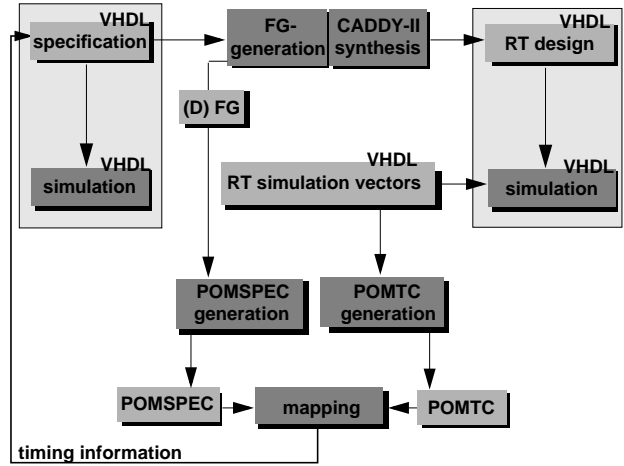 VHDL
specification
FG-
generation
CADDY-II
synthesis
VHDL
RT design
(D) FG
VHDL
simulation
VHDL
RT simulation vectors
VHDL
simulation
POMSPEC
generation
POMTC
generation
POMSPEC
mapping
POMTC
timing information